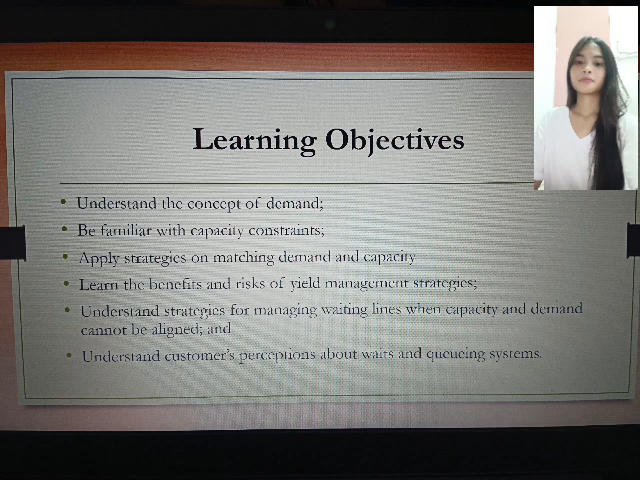 Learning Objectives
• Understand the concept of demand;
• Be familiar with capacity constraints;
• Apply strategies on matching demand and capacity
• Learn the benefits and risks of yield management strategies;
• Understand strategies for managing waiting lines when capacity and demand
cannot be aligned; and
• Understand customer's perceptions about waits and queueing systems.